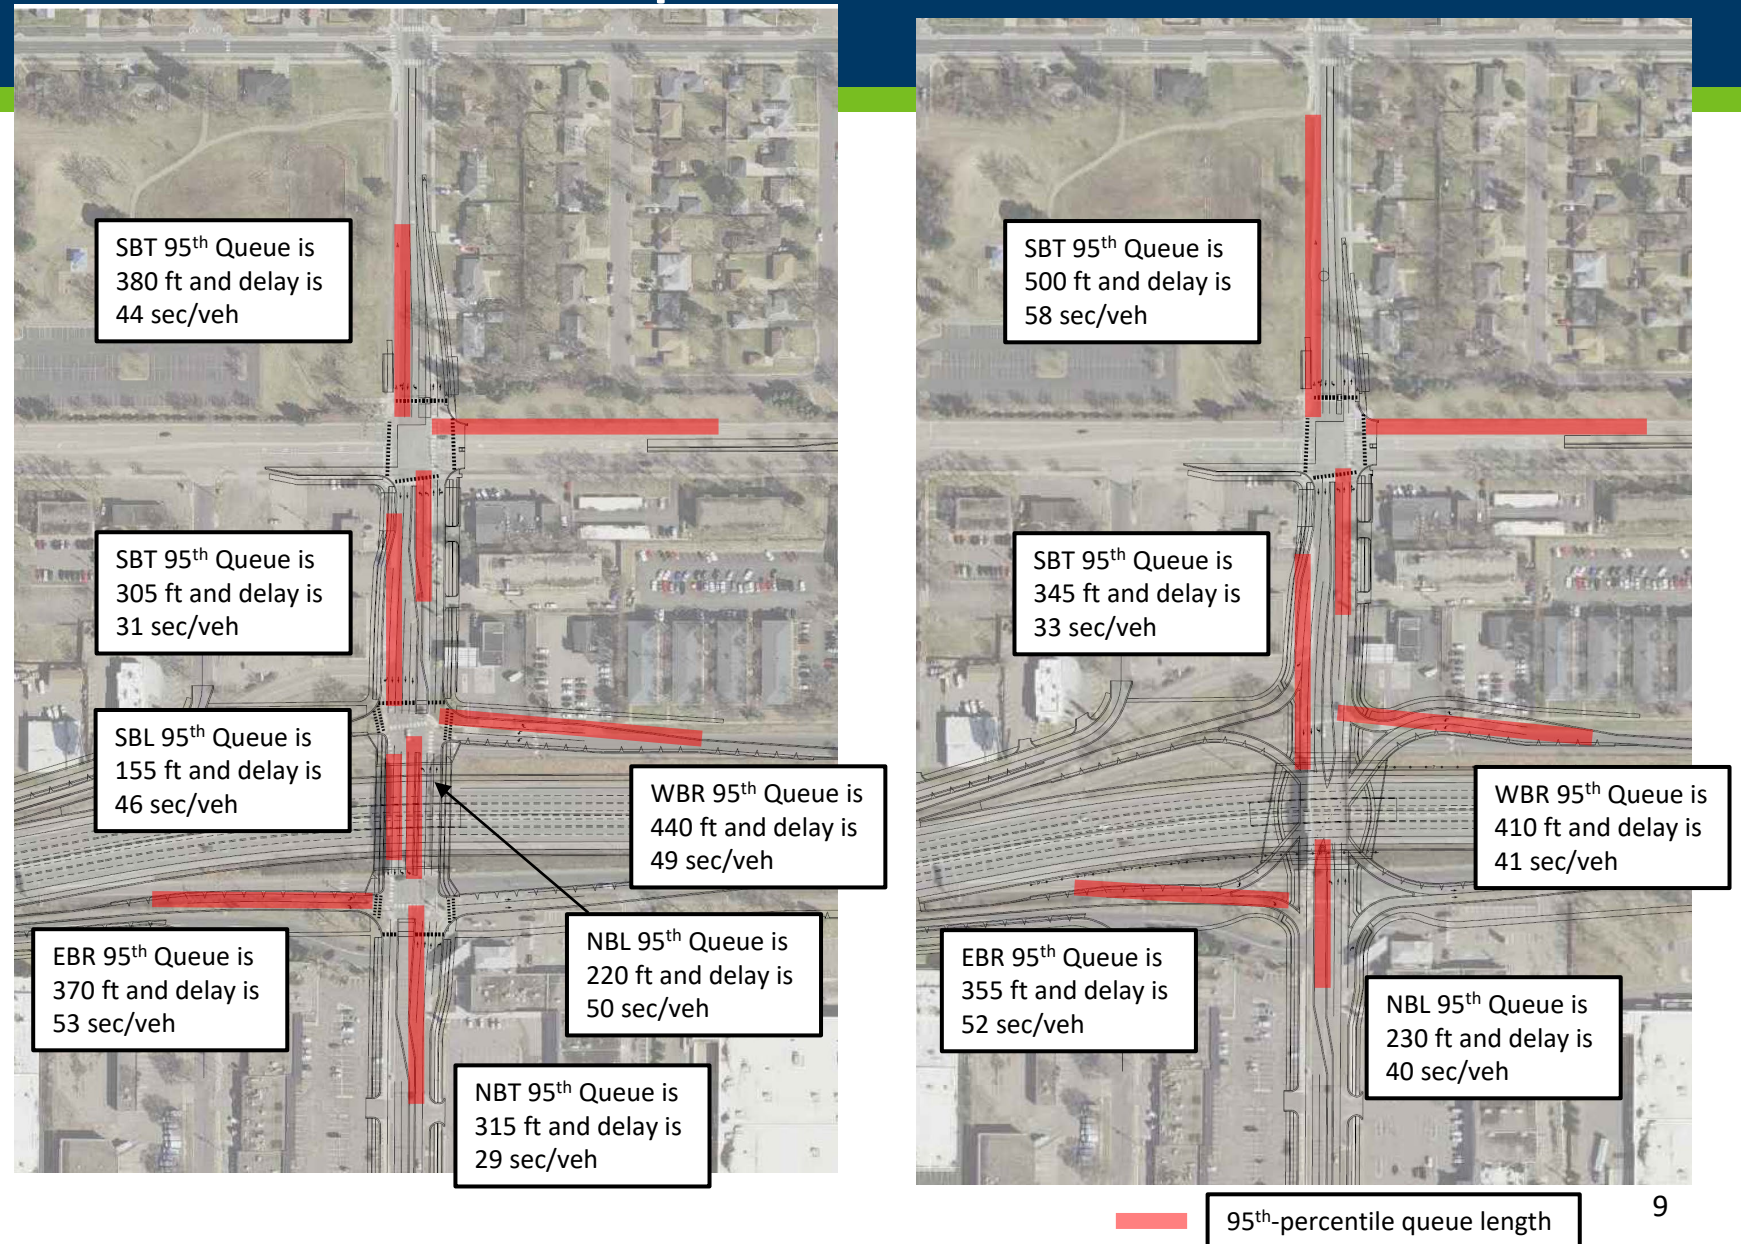 SBT 95th Queue is
380 ft and delay is
44 sec/veh
SBT 95th Queue is
305 ft and delay is
31 sec/veh
SBL 95th Queue is
155 ft and delay is
46 sec/veh
WBR 95th Queue is
440 ft and delay is
49 sec/veh
EBR 95th Queue is
370 ft and delay is
53 sec/veh
NBL 95th Queue is
220 ft and delay is
50 sec/veh
NBT 95th Queue is
315 ft and delay is
29 sec/veh
SBT 95th Queue is
500 ft and delay is
58 sec/veh
SBT 95th Queue is
345 ft and delay is
33 sec/veh
WBR 95th Queue is
410 ft and delay is
41 sec/veh
EBR 95th Queue is
355 ft and delay is
52 sec/veh
NBL 95th Queue is
230 ft and delay is
40 sec/veh
95th-percentile queue length
9